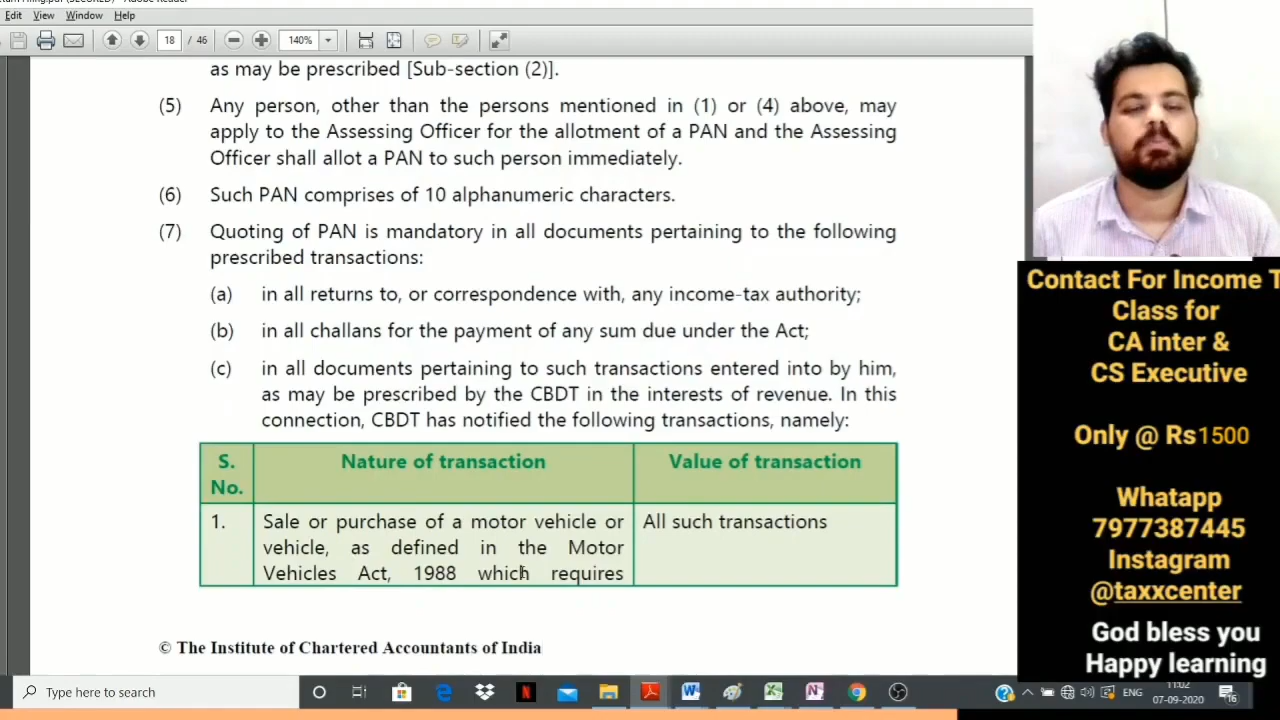 Edit View Window Help
18 / 46 140%
as may be prescribed [Sub-section (2)].
(5) Any person, other than the persons mentioned in (1) or (4) above, may
apply to the Assessing Officer for the allotment of a PAN and the Assessing
Officer shall allot a PAN to such person immediately.
(6) Such PAN comprises of 10 alphanumeric characters.
(7) Quoting of PAN is mandatory in all documents pertaining to the following
prescribed transactions:
(a) in all returns to, or correspondence with, any income-tax authority;
(b) in all challans for the payment of any sum due under the Act;
(c) in all documents pertaining to such transactions entered into by him,
as may be prescribed by the CBDT in the interests of revenue. In this
connection, CBDT has notified the following transactions, namely:
S. No. Nature of transaction Value of transaction
1. Sale or purchase of a motor vehicle or All such transactions
vehicle, as defined in the Motor
Vehicles Act, 1988 which requires
© The Institute of Chartered Accountants of India
Contact For Income T
Class for
CA inter &
CS Executive
Only @ Rs1500
Whatapp
7977387445
Instagram
@taxxcenter
God bless you
Happy learning
Type here to search
ENG
11:02
07-09-2020
16